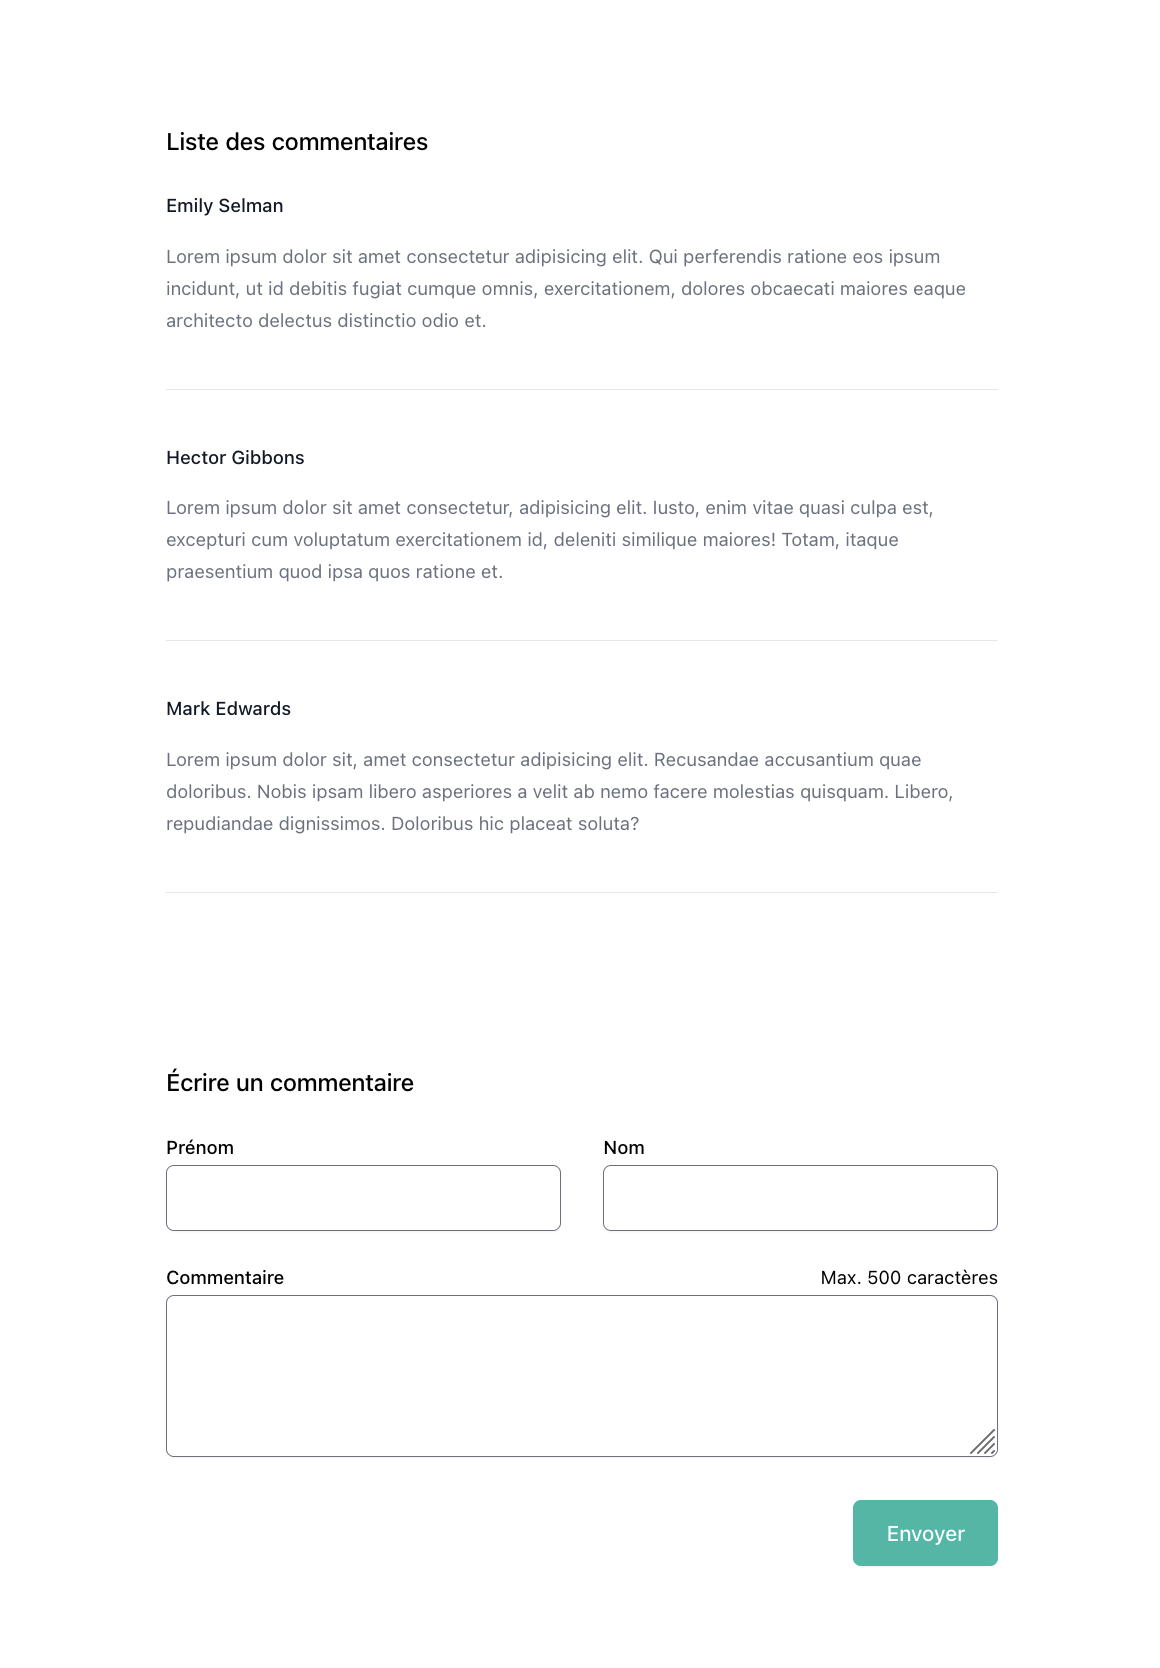 Liste des commentaires
Emily Selman
Lorem ipsum dolor sit amet consectetur adipisicing elit. Qui perferendis ratione eos ipsum
incidunt, ut id debitis fugiat cumque omnis, exercitationem, dolores obcaecati maiores eaque
architecto delectus distinctio odio et.
Hector Gibbons
Lorem ipsum dolor sit amet consectetur, adipisicing elit. Iusto, enim vitae quasi culpa est,
excepturi cum voluptatum exercitationem id, deleniti similique maiores! Totam, itaque
praesentium quod ipsa quos ratione et.
Mark Edwards
Lorem ipsum dolor sit, amet consectetur adipisicing elit. Recusandae accusantium quae
doloribus. Nobis ipsam libero asperiores a velit ab nemo facere molestias quisquam. Libero,
repudiandae dignissimos. Doloribus hic placeat soluta?
Écrire un commentaire
Prénom Nom
Commentaire Max. 500 caractères
Envoyer